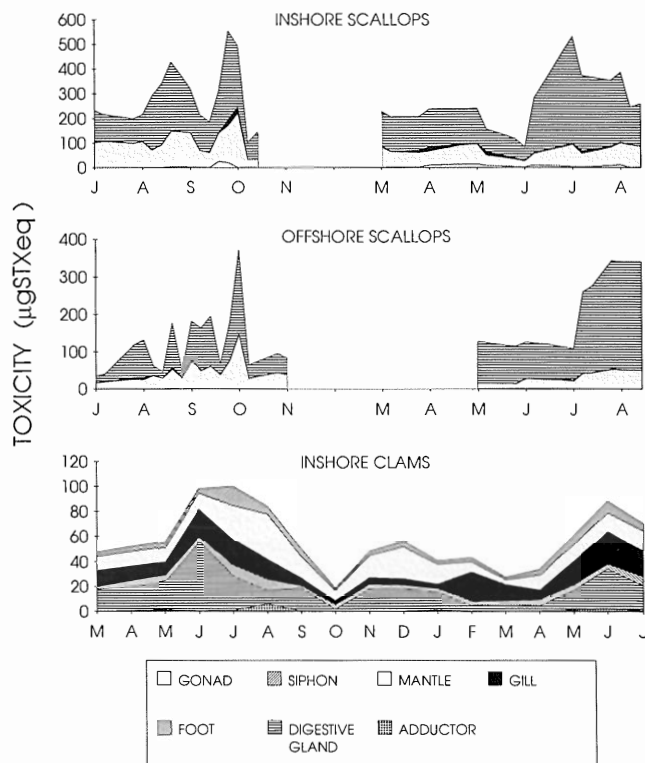 INSHORE SCALLOPS
600
500
400
300
200
100
0
J A S O N M A M J J A
OFFSHORE SCALLOPS
400
300
200
100
0
J A S O N M A M J J A
TOXICITY (µgSTXeq)
INSHORE CLAMS
120
100
80
60
40
20
0
M A M J J A S O N D J F M A M J J
GONAD SIPHON MANTLE GILL
FOOT DIGESTIVE GLAND ADDUCTOR